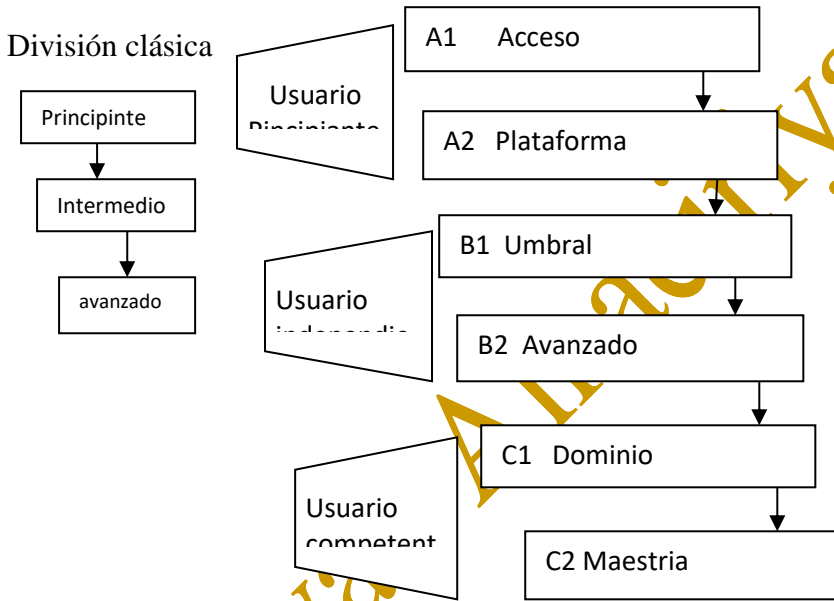 División clásica
Principinte
Intermedio
avanzado
Usuario
Usuario
Usuario
A1 Acceso
A2 Plataforma
B1 Umbral
B2 Avanzado
C1 Dominio
C2 Maestria